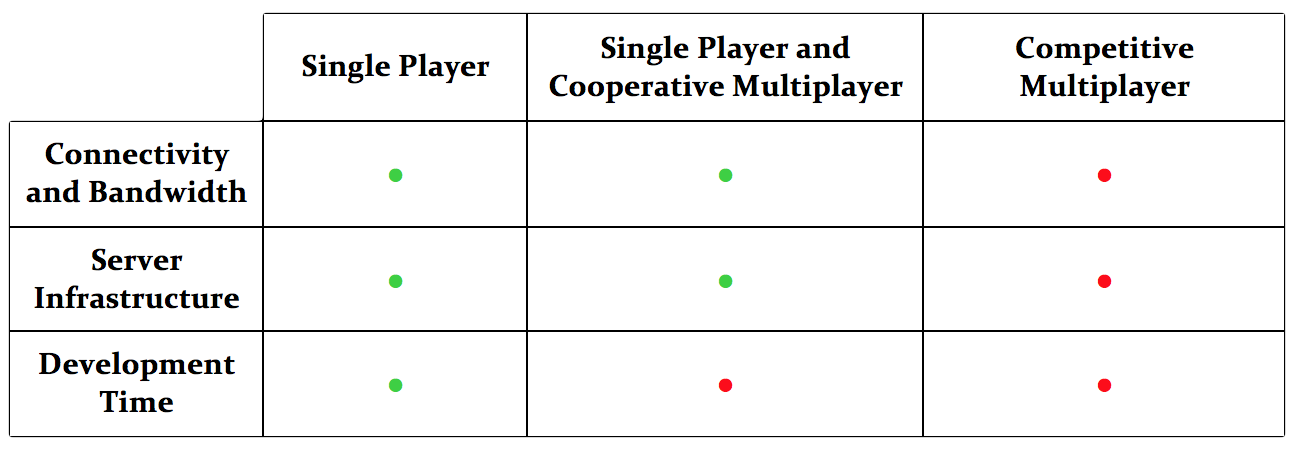 Single Player
Single Player and
Cooperative Multiplayer
Competitive
Multiplayer
Connectivity
and Bandwidth
Server
Infrastructure
Development
Time